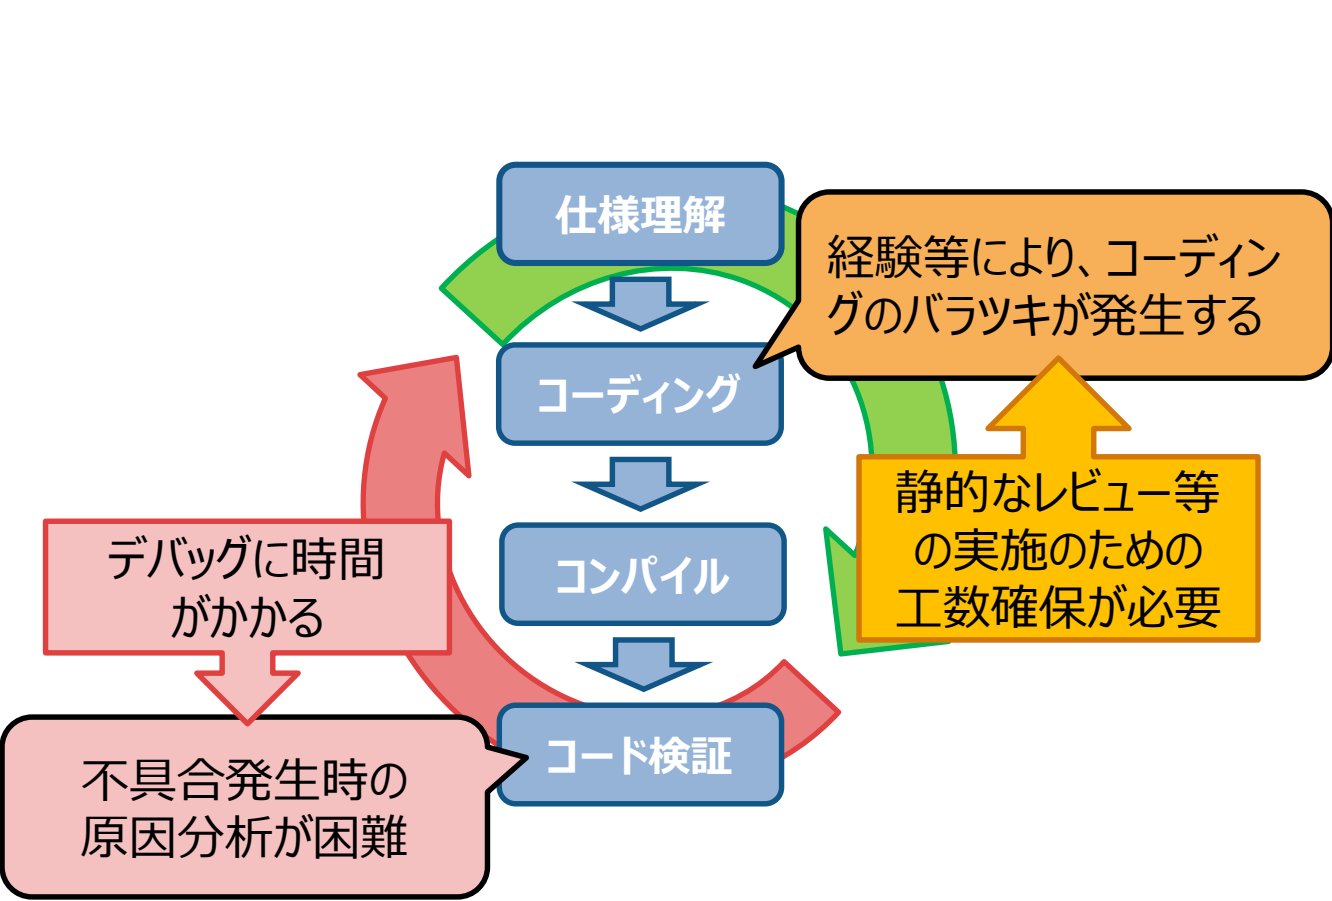 仕様理解
経験等により、コーディン
グのバラツキが発生する
コーディング
静的なレビュー等
の実施のための
工数確保が必要
コンパイル
デバッグに時間
がかかる
コード検証
不具合発生時の
原因分析が困難